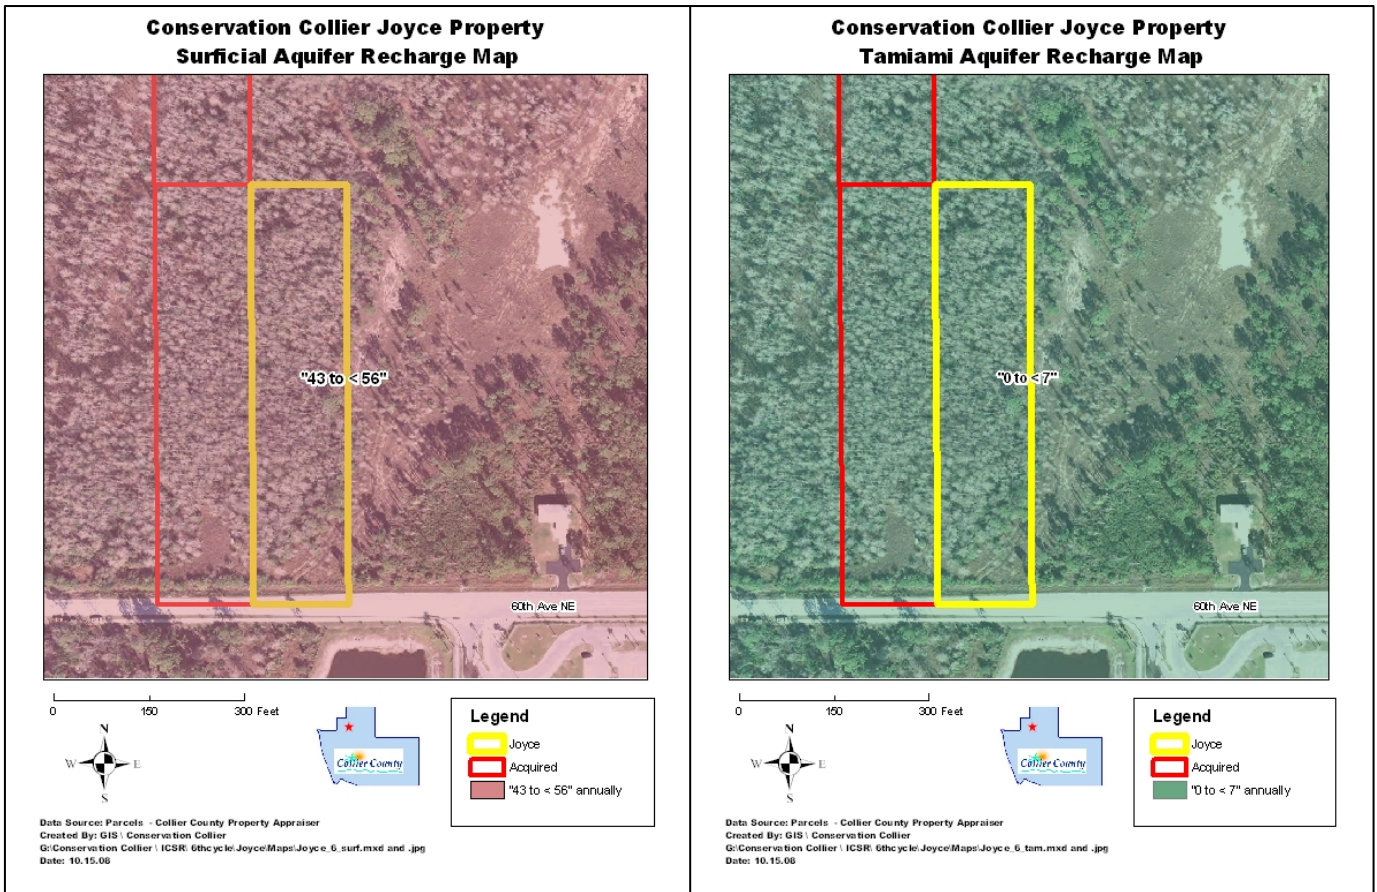 Conservation Collier Joyce Property
Surficial Aquifer Recharge Map
"43 to < 56"
60th Ave NE
0 150 300 Feet
N
W E
S
Collier County
Legend
Joyce
Acquired
"43 to < 56" annually
Data Source: Parcels - Collier County Property Appraiser
Created By: GIS \ Conservation Collier
G:\Conservation Collier \ ICSR\ 6thcycle\Joyce\Maps\Joyce_6_surf.mxd and .jpg
Date: 10.15.08
Conservation Collier Joyce Property
Tamiami Aquifer Recharge Map
"0 to < 7"
60th Ave NE
0 150 300 Feet
N
W E
S
Collier County
Legend
Joyce
Acquired
"0 to < 7" annually
Data Source: Parcels - Collier County Property Appraiser
Created By: GIS \ Conservation Collier
G:\Conservation Collier \ ICSR\ 6thcycle\Joyce\Maps\Joyce_6_tam.mxd and .jpg
Date: 10.15.08